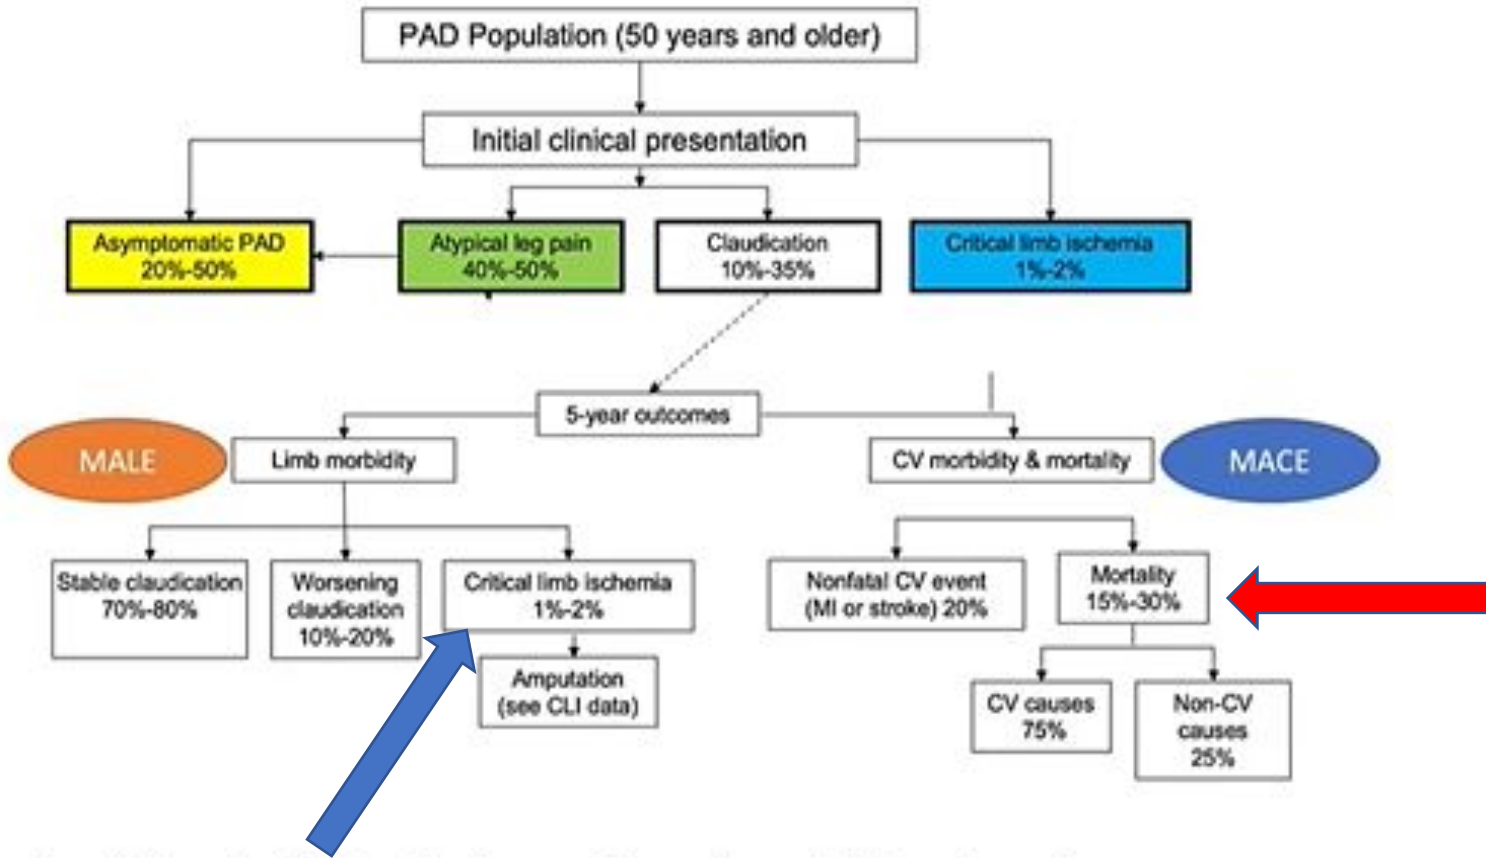 PAD Population (50 years and older)
Initial clinical presentation
Asymptomatic PAD
20%-50%
Atypical leg pain
40%-50%
Claudication
10%-35%
Critical limb ischemia
1%-2%
5-year outcomes
MALE
Limb morbidity
CV morbidity & mortality
MACE
Stable claudication
70%-80%
Worsening
claudication
10%-20%
Critical limb ischemia
1%-2%
Amputation
(see CLI data)
Nonfatal CV event
(MI or stroke) 20%
Mortality
15%-30%
CV causes
75%
Non-CV
causes
25%